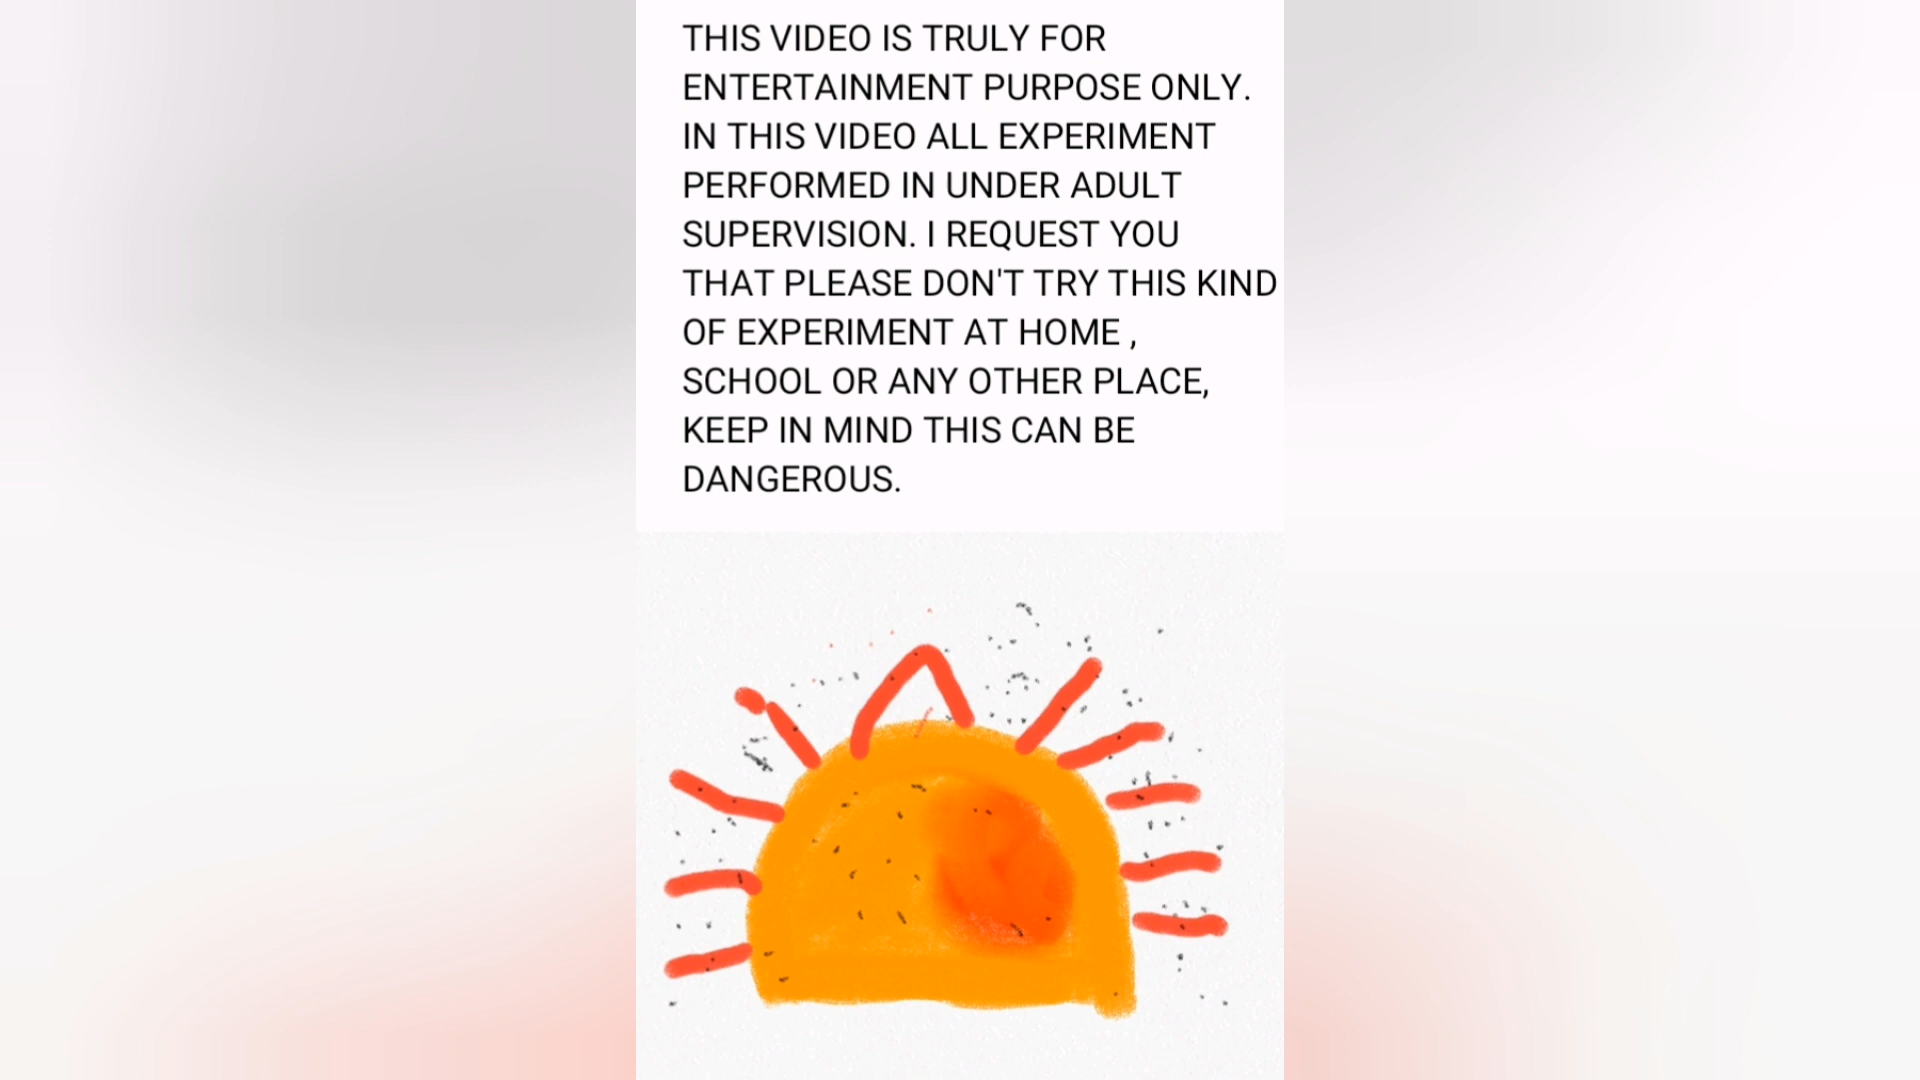 THIS VIDEO IS TRULY FOR
ENTERTAINMENT PURPOSE ONLY.
IN THIS VIDEO ALL EXPERIMENT
PERFORMED IN UNDER ADULT
SUPERVISION. I REQUEST YOU
THAT PLEASE DON'T TRY THIS KIND
OF EXPERIMENT AT HOME ,
SCHOOL OR ANY OTHER PLACE,
KEEP IN MIND THIS CAN BE
DANGEROUS.